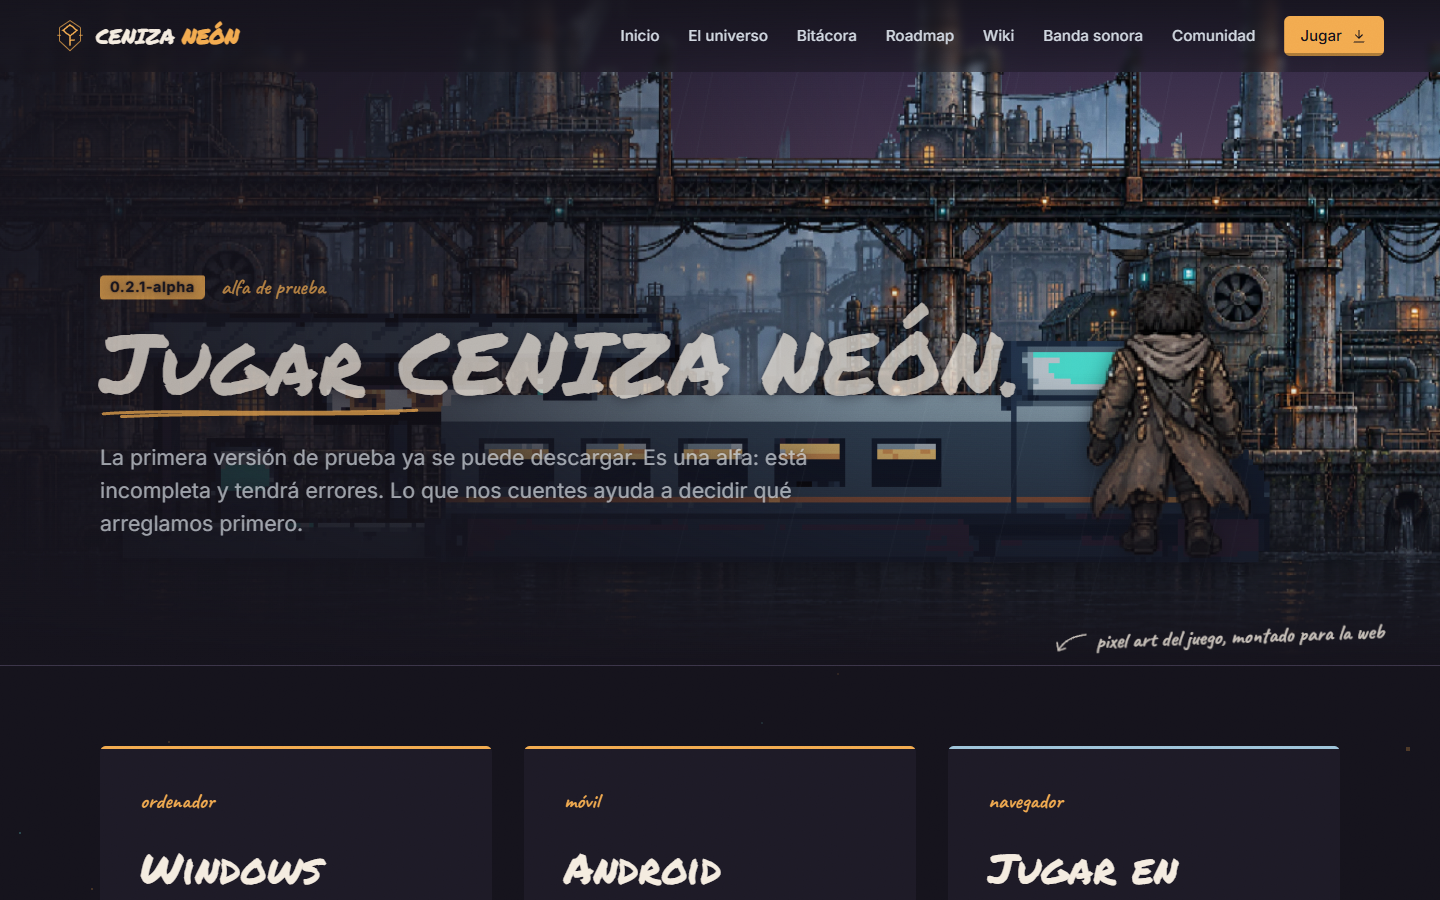 CENIZA NEÓN
Inicio El universo Bitácora Roadmap Wiki Banda sonora Comunidad Jugar
0.2.1-alpha alfa de prueba
JUGAR CENIZA NEÓN.
La primera versión de prueba ya se puede descargar. Es una alfa: está
incompleta y tendrá errores. Lo que nos cuentes ayuda a decidir qué
arreglamos primero.
pixel art del juego, montado para la web
ordenador
WINDOWS
móvil
ANDROID
navegador
JUGAR EN